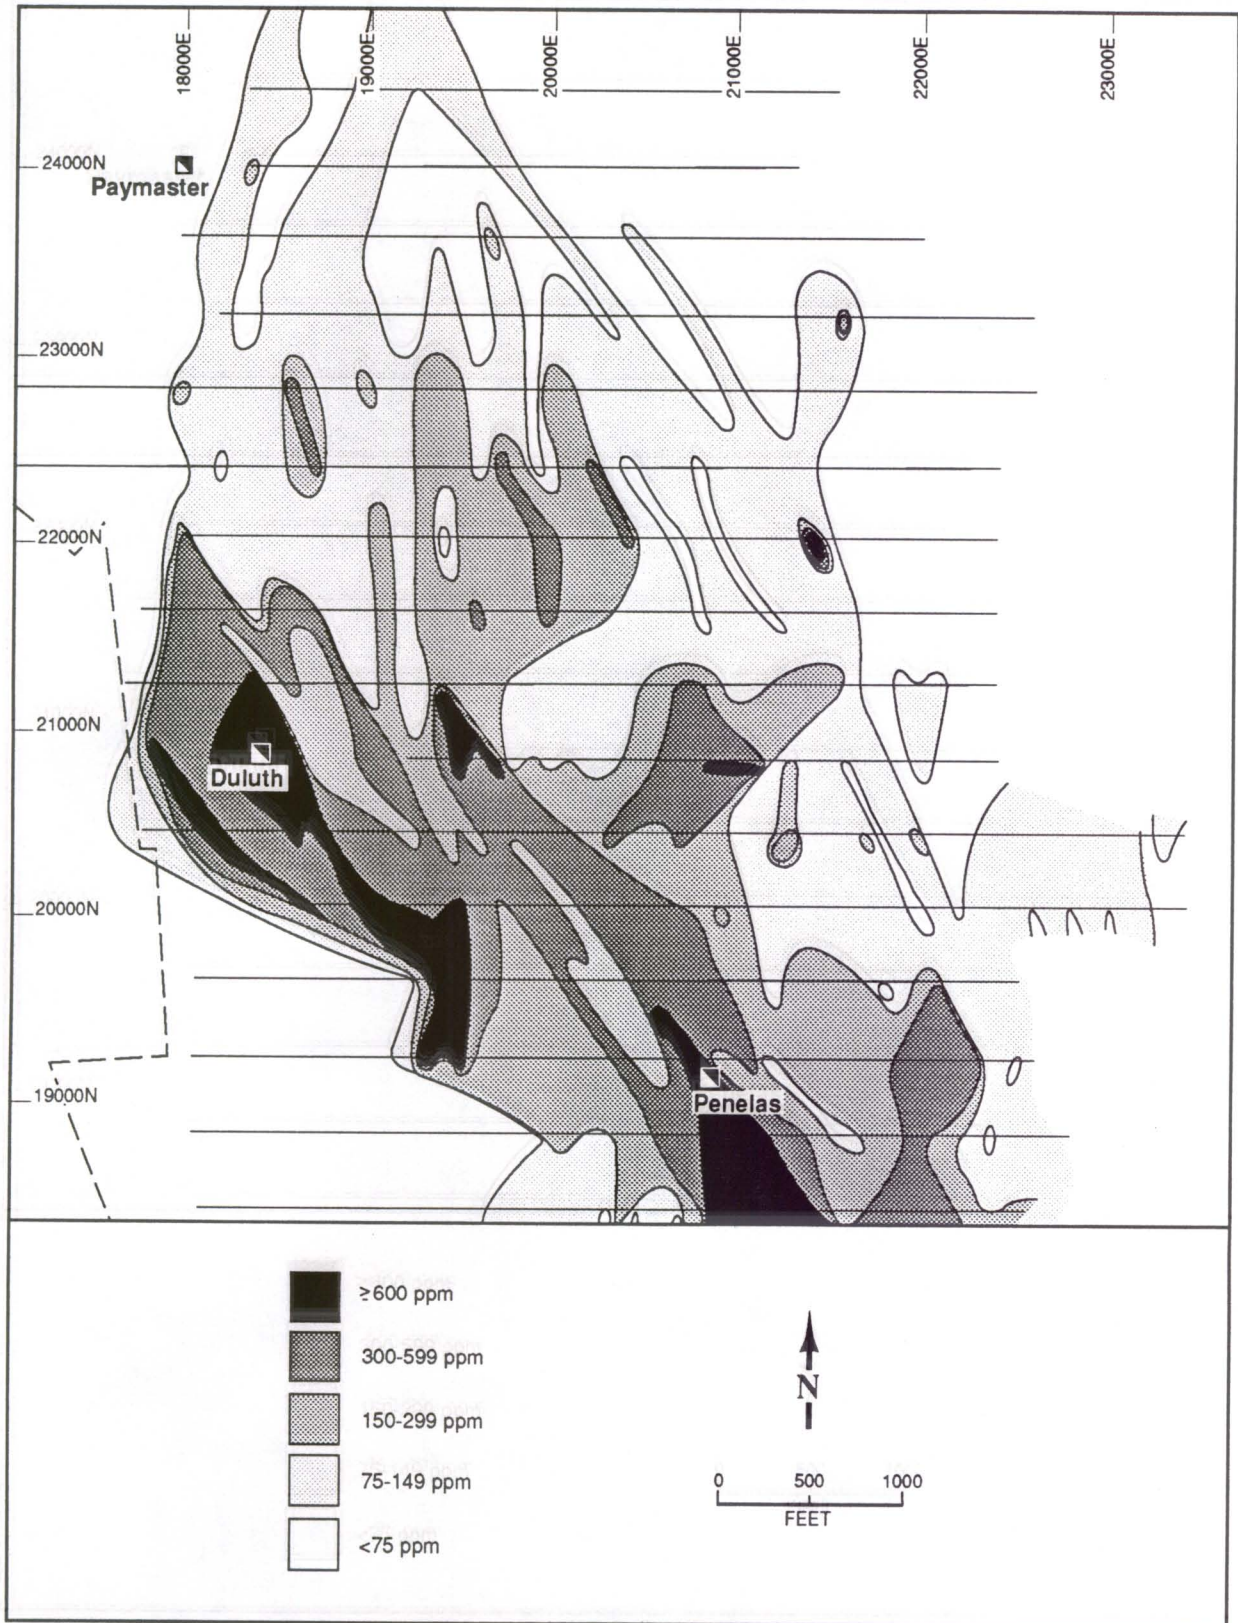 18000E
19000E
20000E
21000E
22000E
23000E
24000N
Paymaster
23000N
22000N
21000N
Duluth
20000N
19000N
Penelas
≥600 ppm
300-599 ppm
150-299 ppm
75-149 ppm
<75 ppm
N
0 500 1000
FEET